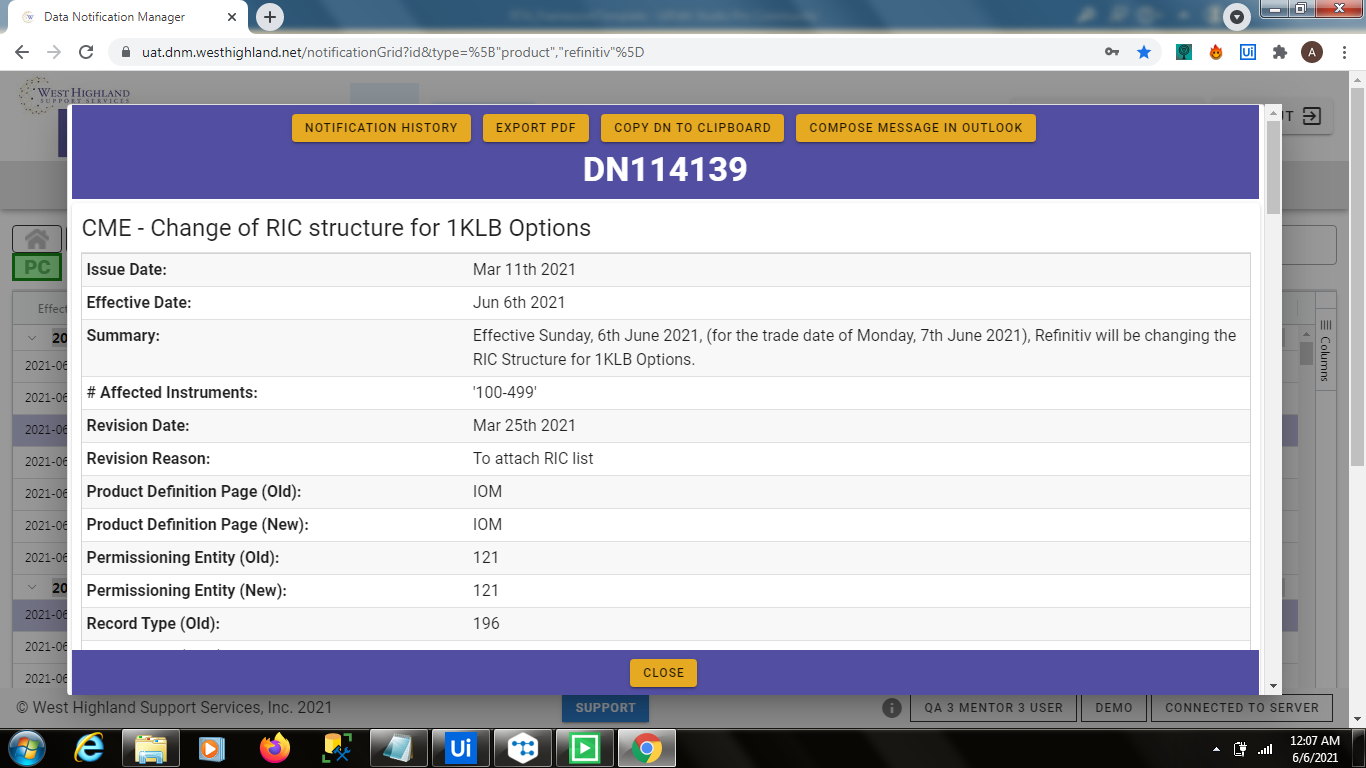 Data Notification Manager
uat.dnm.westhighland.net/notificationGrid?id&type=%5B"product","refinitiv"%5D
A
WEST HIGHLAND
SUPPORT SERVICES
NOTIFICATION HISTORY
EXPORT PDF
COPY DN TO CLIPBOARD
COMPOSE MESSAGE IN OUTLOOK
DN114139
CME - Change of RIC structure for 1KLB Options
Issue Date: Mar 11th 2021
Effective Date: Jun 6th 2021
Summary: Effective Sunday, 6th June 2021, (for the trade date of Monday, 7th June 2021), Refinitiv will be changing the
RIC Structure for 1KLB Options.
# Affected Instruments: '100-499'
Revision Date: Mar 25th 2021
Revision Reason: To attach RIC list
Product Definition Page (Old): IOM
Product Definition Page (New): IOM
Permissioning Entity (Old): 121
Permissioning Entity (New): 121
Record Type (Old): 196
CLOSE
PC
Effect
20
2021-06
2021-06
2021-06
2021-06
2021-06
2021-06
2021-06
20
2021-06
2021-06
2021-06
Columns
© West Highland Support Services, Inc. 2021
SUPPORT
QA 3 MENTOR 3 USER
DEMO
CONNECTED TO SERVER
Ui
Ui
12:07 AM
6/6/2021